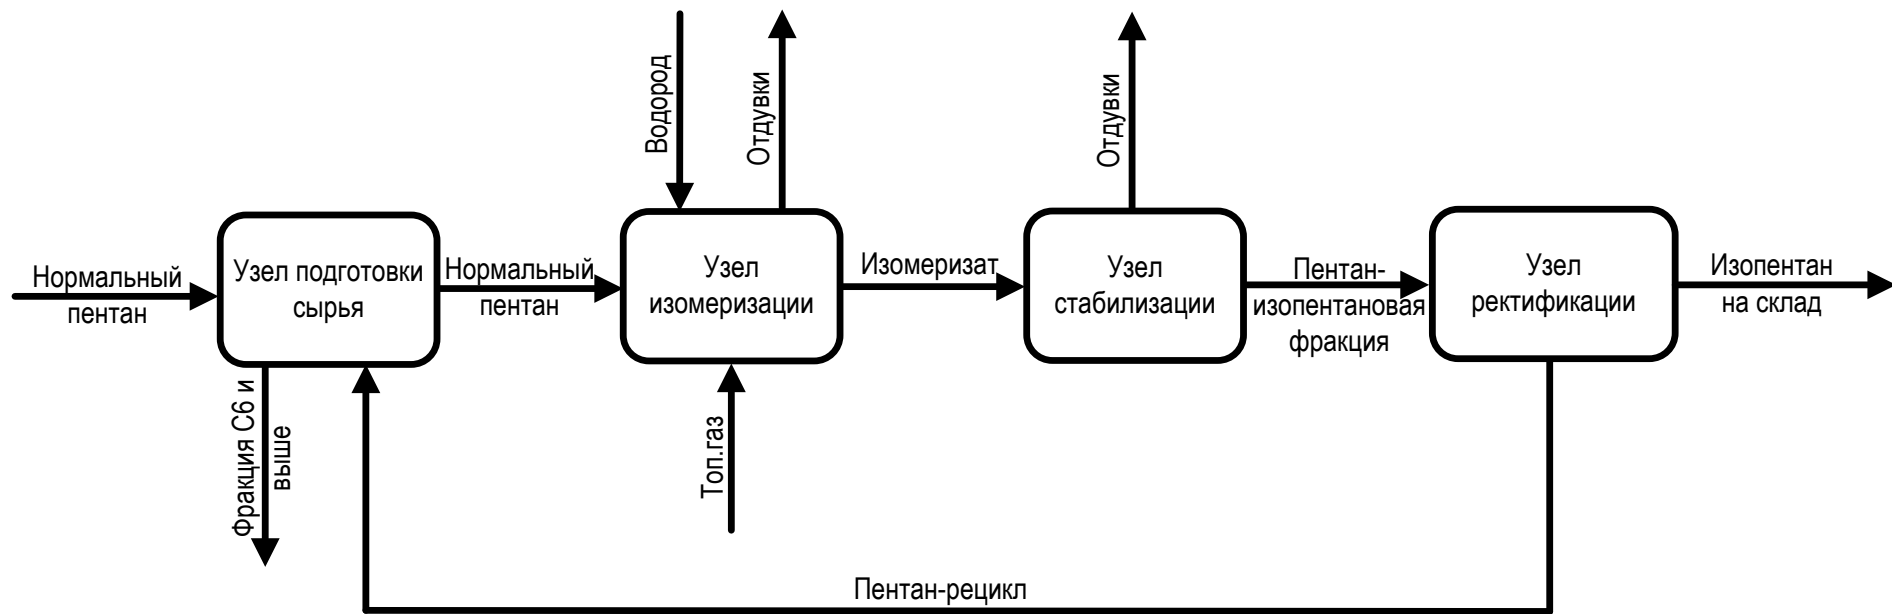 Водород
Отдувки
Отдувки
Нормальный
пентан
Узел подготовки
сырья
Нормальный
пентан
Узел
изомеризации
Изомеризат
Узел
стабилизации
Пентан-
изопентановая
фракция
Узел
ректификации
Изопентан
на склад
Фракция С6 и
выше
Топ.газ
Пентан-рецикл